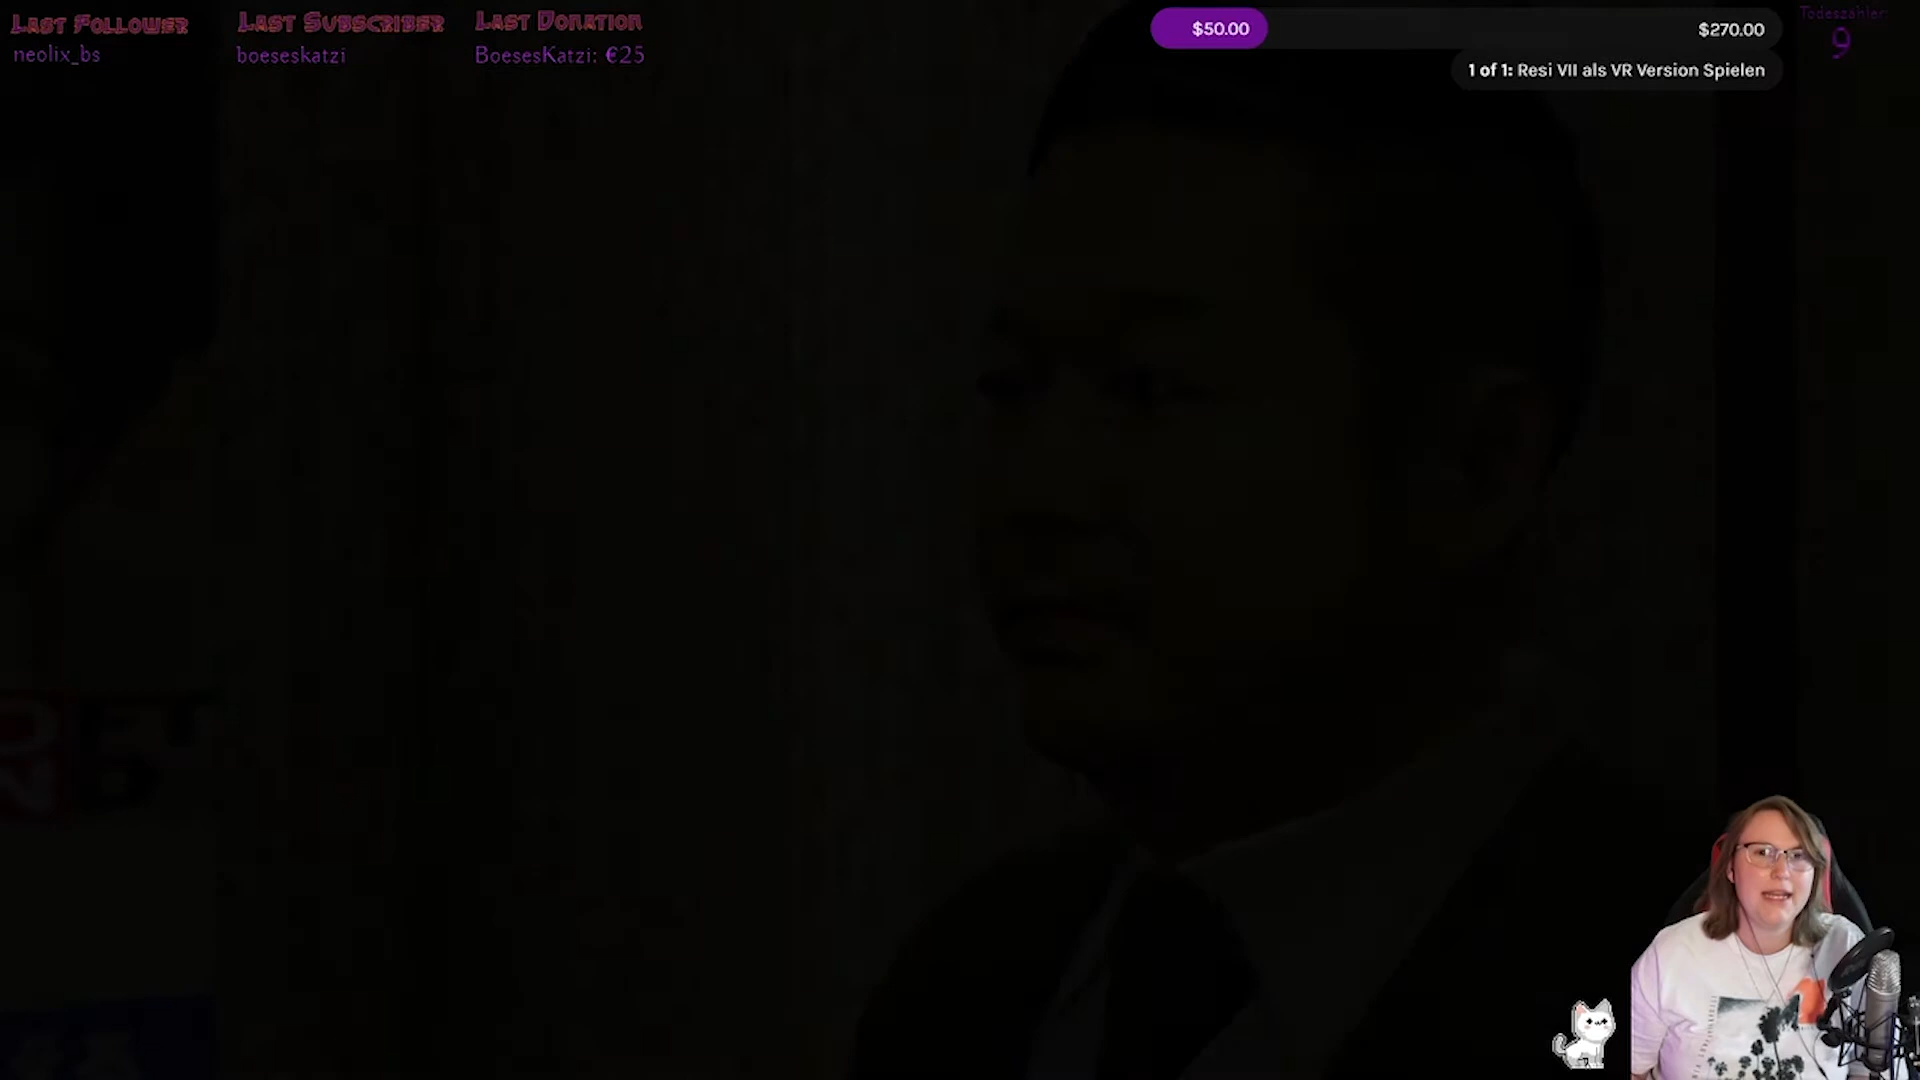 Last Follower
neolix_bs
Last Subscriber
boeseskatzi
Last Donation
BoesesKatzi: €25
$50.00
$270.00
1 of 1: Resi VII als VR Version Spielen
Todeszähler:
9